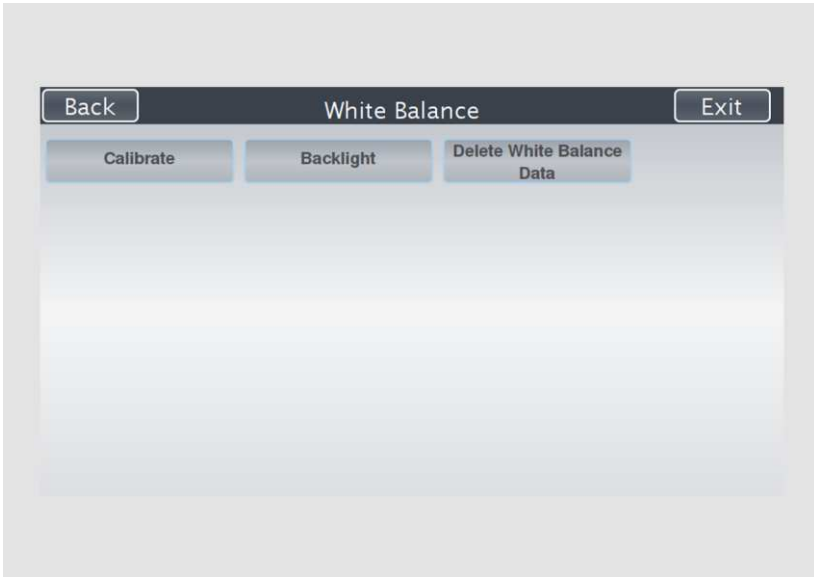 Back
White Balance
Exit
Calibrate
Backlight
Delete White Balance
Data